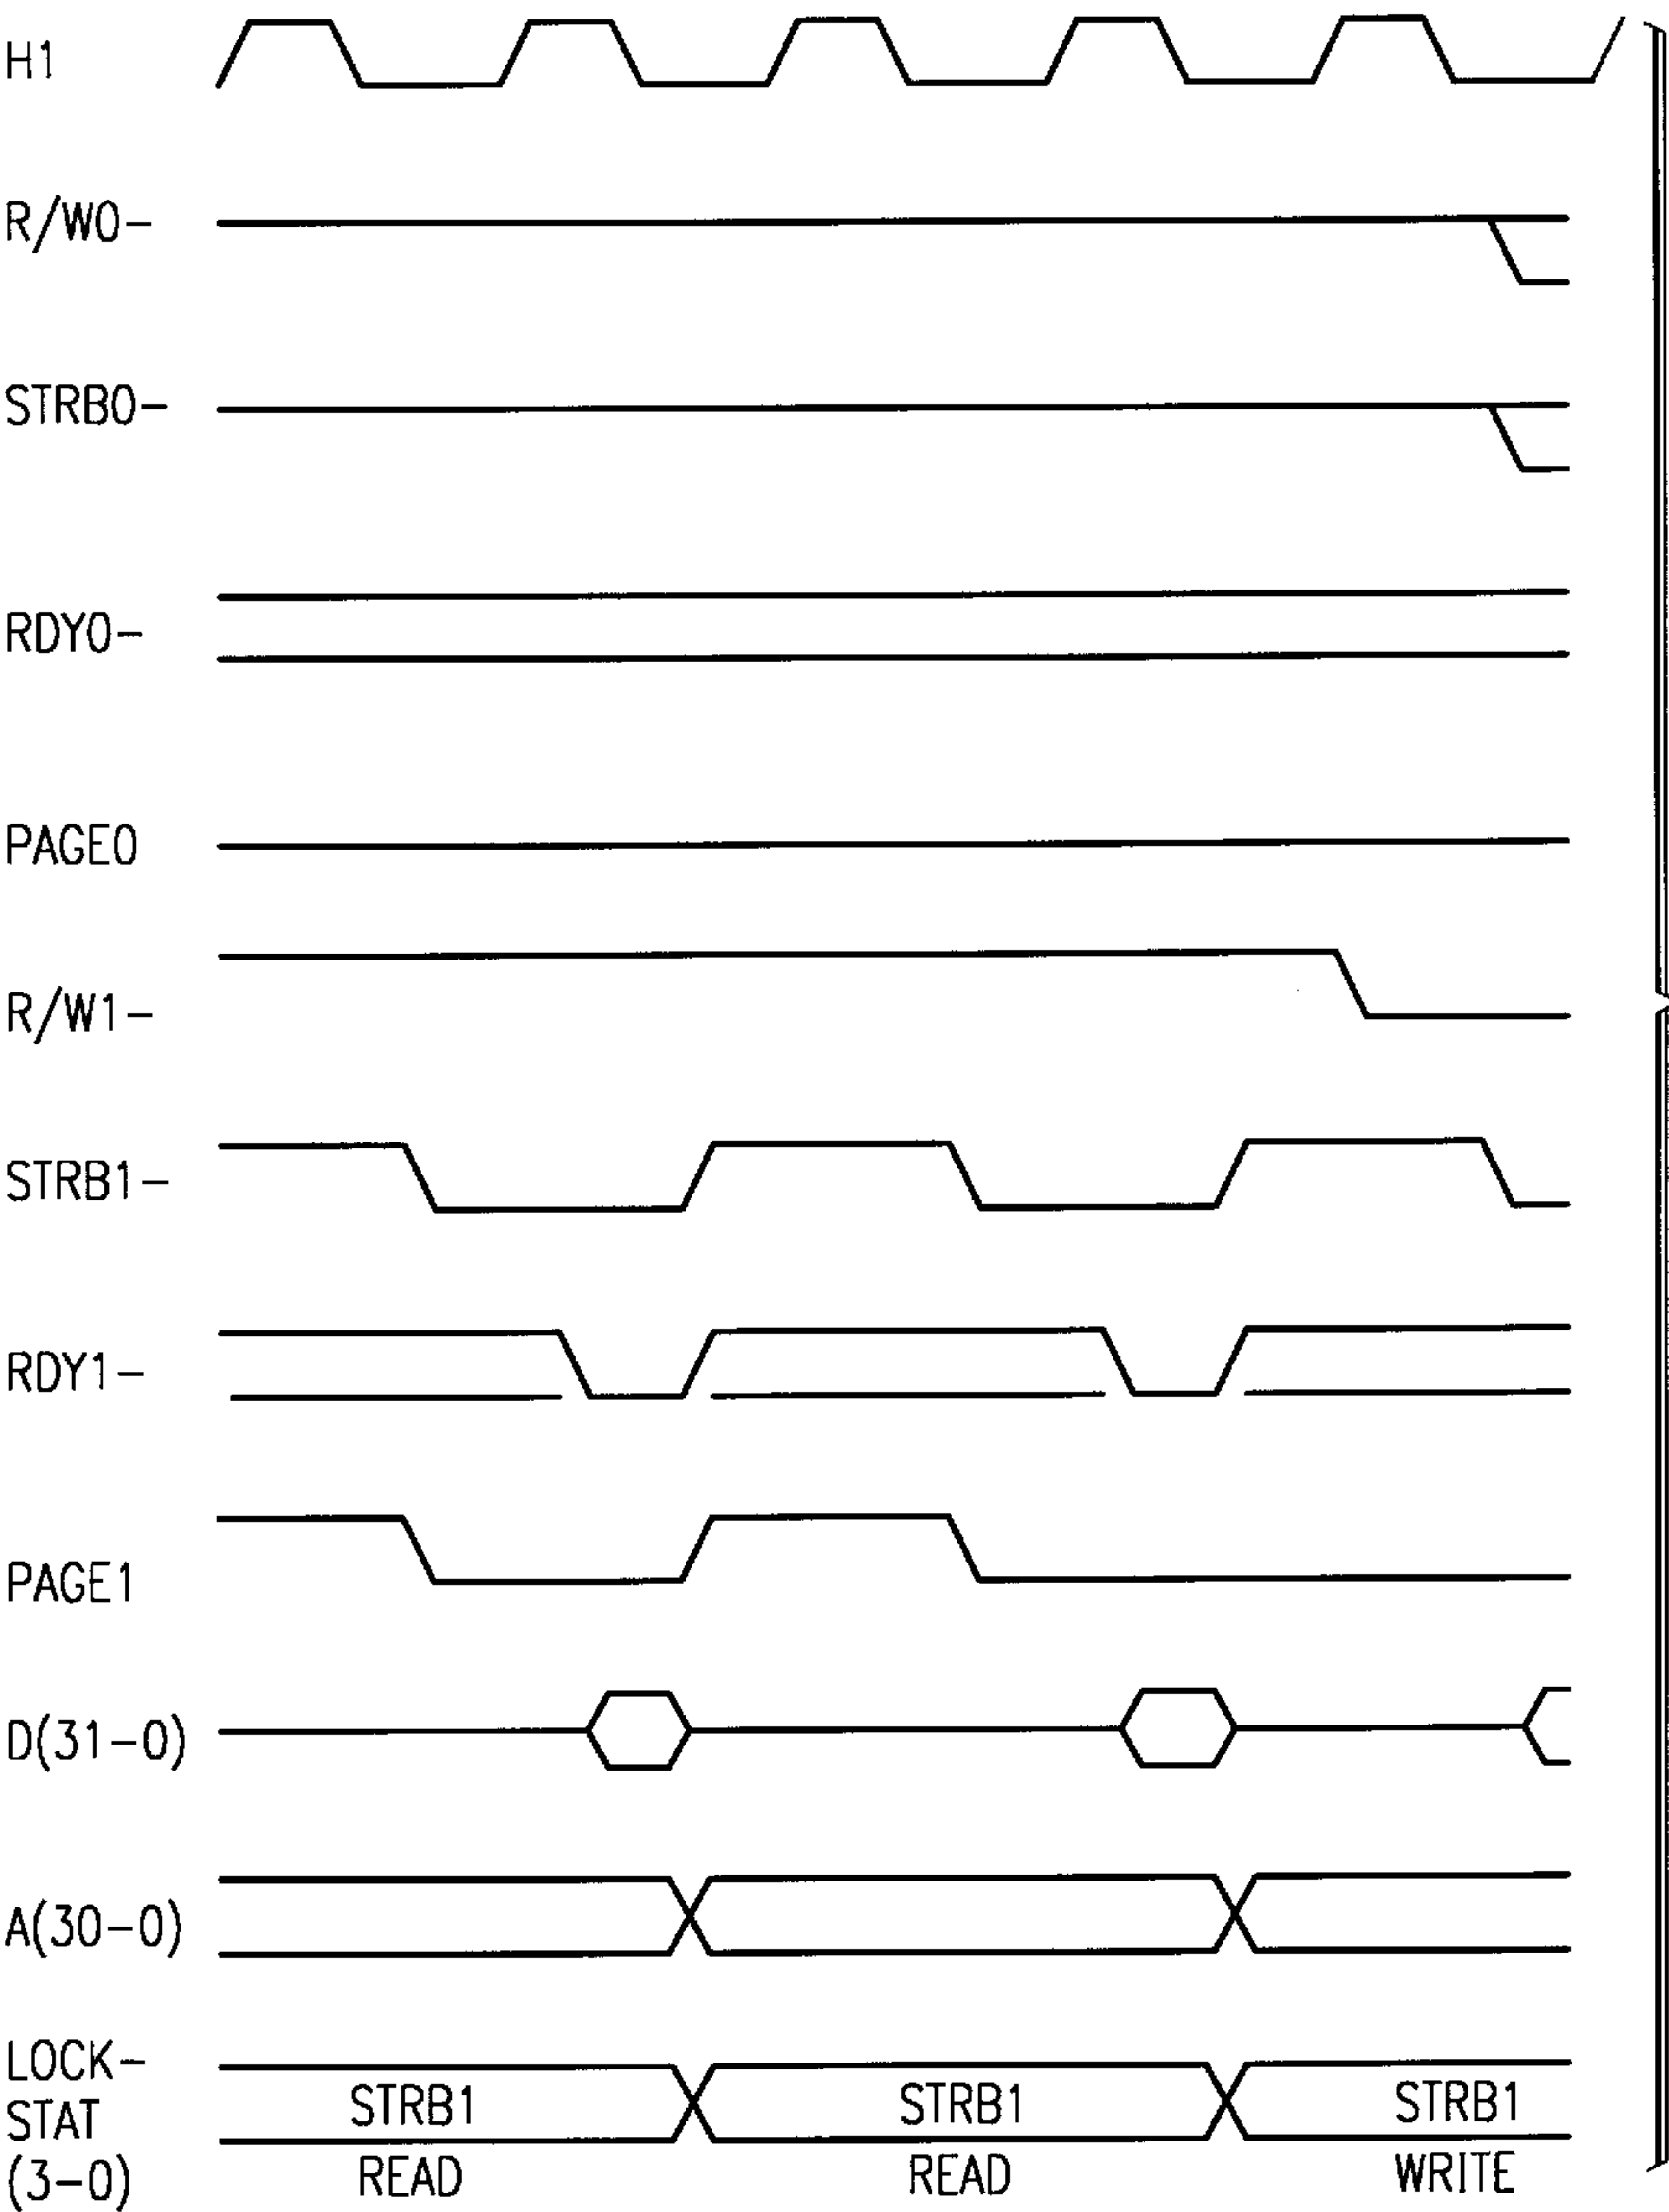 H1
R/W0-
STRB0-
RDY0-
PAGE0
R/W1-
STRB1-
RDY1-
PAGE1
D(31-0)
A(30-0)
LOCK-
STAT STRB1 STRB1 STRB1
(3-0) READ READ WRITE